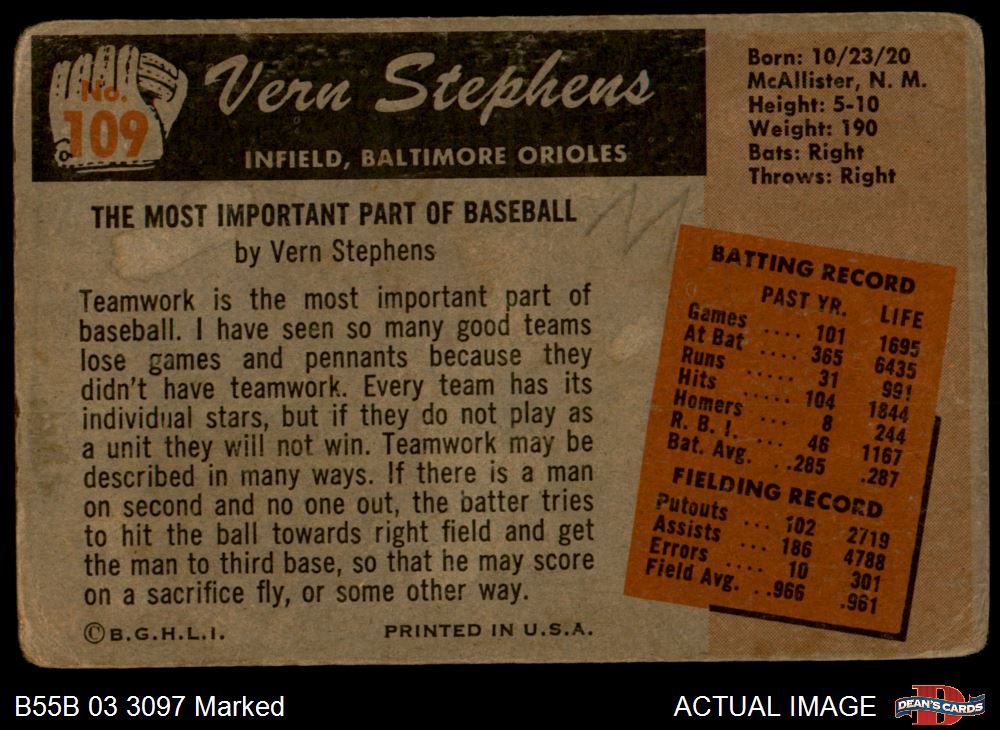 No.
109
Vern Stephens
INFIELD, BALTIMORE ORIOLES
Born: 10/23/20
McAllister, N. M.
Height: 5-10
Weight: 190
Bats: Right
Throws: Right
THE MOST IMPORTANT PART OF BASEBALL
by Vern Stephens
Teamwork is the most important part of
baseball. I have seen so many good teams
lose games and pennants because they
didn't have teamwork. Every team has its
individual stars, but if they do not play as
a unit they will not win. Teamwork may be
described in many ways. If there is a man
on second and no one out, the batter tries
to hit the ball towards right field and get
the man to third base, so that he may score
on a sacrifice fly, or some other way.
©B.G.H.L.I. PRINTED IN U.S.A.
BATTING RECORD
PAST YR. LIFE
Games .... 101 1695
At Bat .... 365 6435
Runs ..... 31 991
Hits ..... 104 1844
Homers ... 8 244
R. B. I. ... 46 1167
Bat. Avg. ..285 .287
FIELDING RECORD
Putouts ... 102 2719
Assists ... 186 4788
Errors .... 10 301
Field Avg. ..966 .961
B55B 03 3097 Marked
ACTUAL IMAGE
D
DEAN'S CARDS